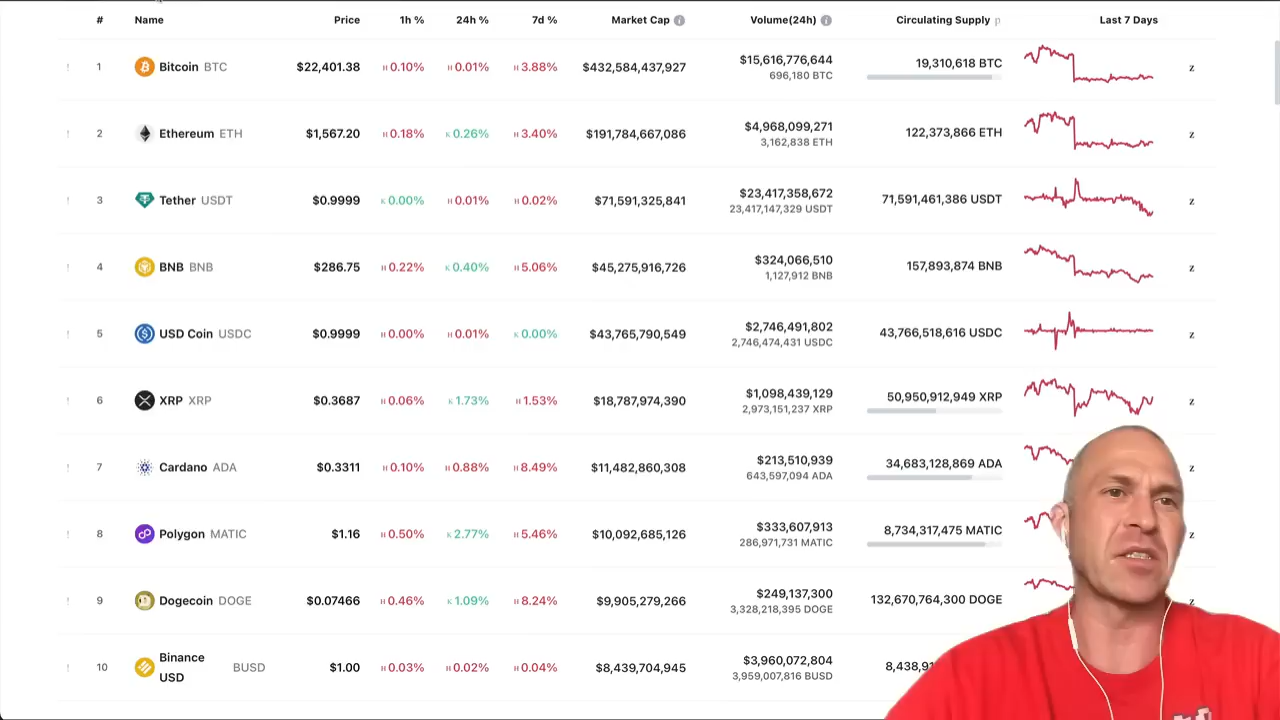 # Name Price 1h % 24h % 7d % Market Cap Volume(24h) Circulating Supply p Last 7 Days
1 Bitcoin BTC $22,401.38 0.10% 0.01% 3.88% $432,584,437,927 $15,616,776,644 19,310,618 BTC z
696,180 BTC
2 Ethereum ETH $1,567.20 0.18% 0.26% 3.40% $191,784,667,086 $4,968,099,271 122,373,866 ETH z
3,162,838 ETH
3 Tether USDT $0.9999 0.00% 0.01% 0.02% $71,591,325,841 $23,417,358,672 71,591,461,386 USDT z
23,417,147,329 USDT
4 BNB BNB $286.75 0.22% 0.40% 5.06% $45,275,916,726 $324,066,510 157,893,874 BNB z
1,127,912 BNB
5 USD Coin USDC $0.9999 0.00% 0.01% 0.00% $43,765,790,549 $2,746,491,802 43,766,518,616 USDC z
2,746,474,431 USDC
6 XRP XRP $0.3687 0.06% 1.73% 1.53% $18,787,974,390 $1,098,439,129 50,950,912,949 XRP z
2,973,151,237 XRP
7 Cardano ADA $0.3311 0.10% 0.88% 8.49% $11,482,860,308 $213,510,939 34,683,128,869 ADA z
643,597,094 ADA
8 Polygon MATIC $1.16 0.50% 2.77% 5.46% $10,092,685,126 $333,607,913 8,734,317,475 MATIC z
286,971,731 MATIC
9 Dogecoin DOGE $0.07466 0.46% 1.09% 8.24% $9,905,279,266 $249,137,300 132,670,764,300 DOGE z
3,328,218,395 DOGE
10 Binance USD BUSD $1.00 0.03% 0.02% 0.04% $8,439,704,945 $3,960,072,804
3,959,007,816 BUSD